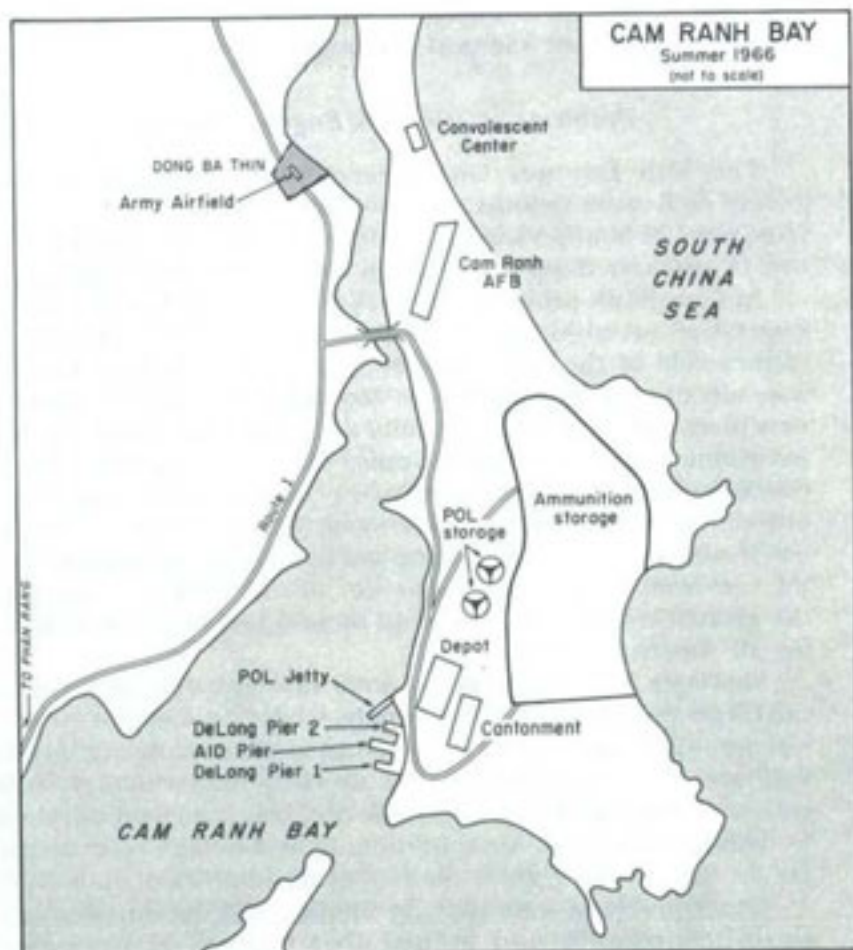 CAM RANH BAY
Summer 1966
(not to scale)
Convalescent
Center
DONG BA THIN
Army Airfield
Cam Ranh
AFB
SOUTH
CHINA
SEA
Route 1
POL
storage
Ammunition
storage
TO PHAN RANG
Depot
POL Jetty
DeLong Pier 2
AID Pier
DeLong Pier 1
Cantonment
CAM RANH BAY